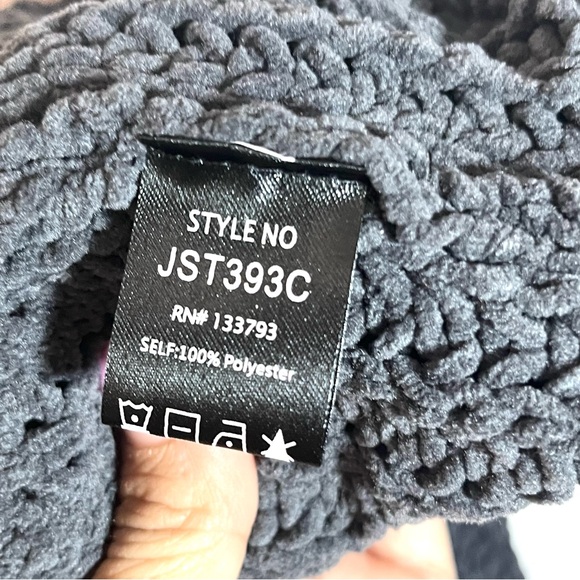 STYLE NO
JST393C
RN# 133793
SELF:100% Polyester